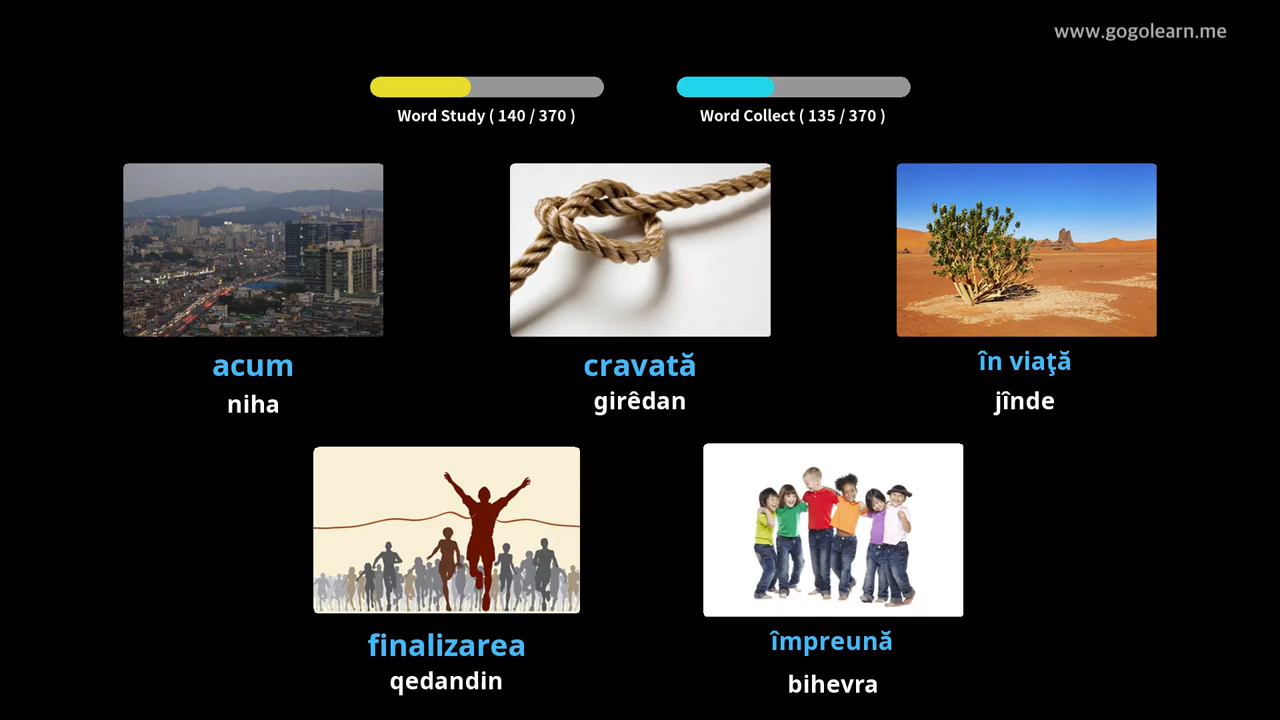 www.gogolearn.me
Word Study ( 140 / 370 )
Word Collect ( 135 / 370 )
acum
niha
cravată
girêdan
în viaţă
jînde
finalizarea
qedandin
împreună
bihevra